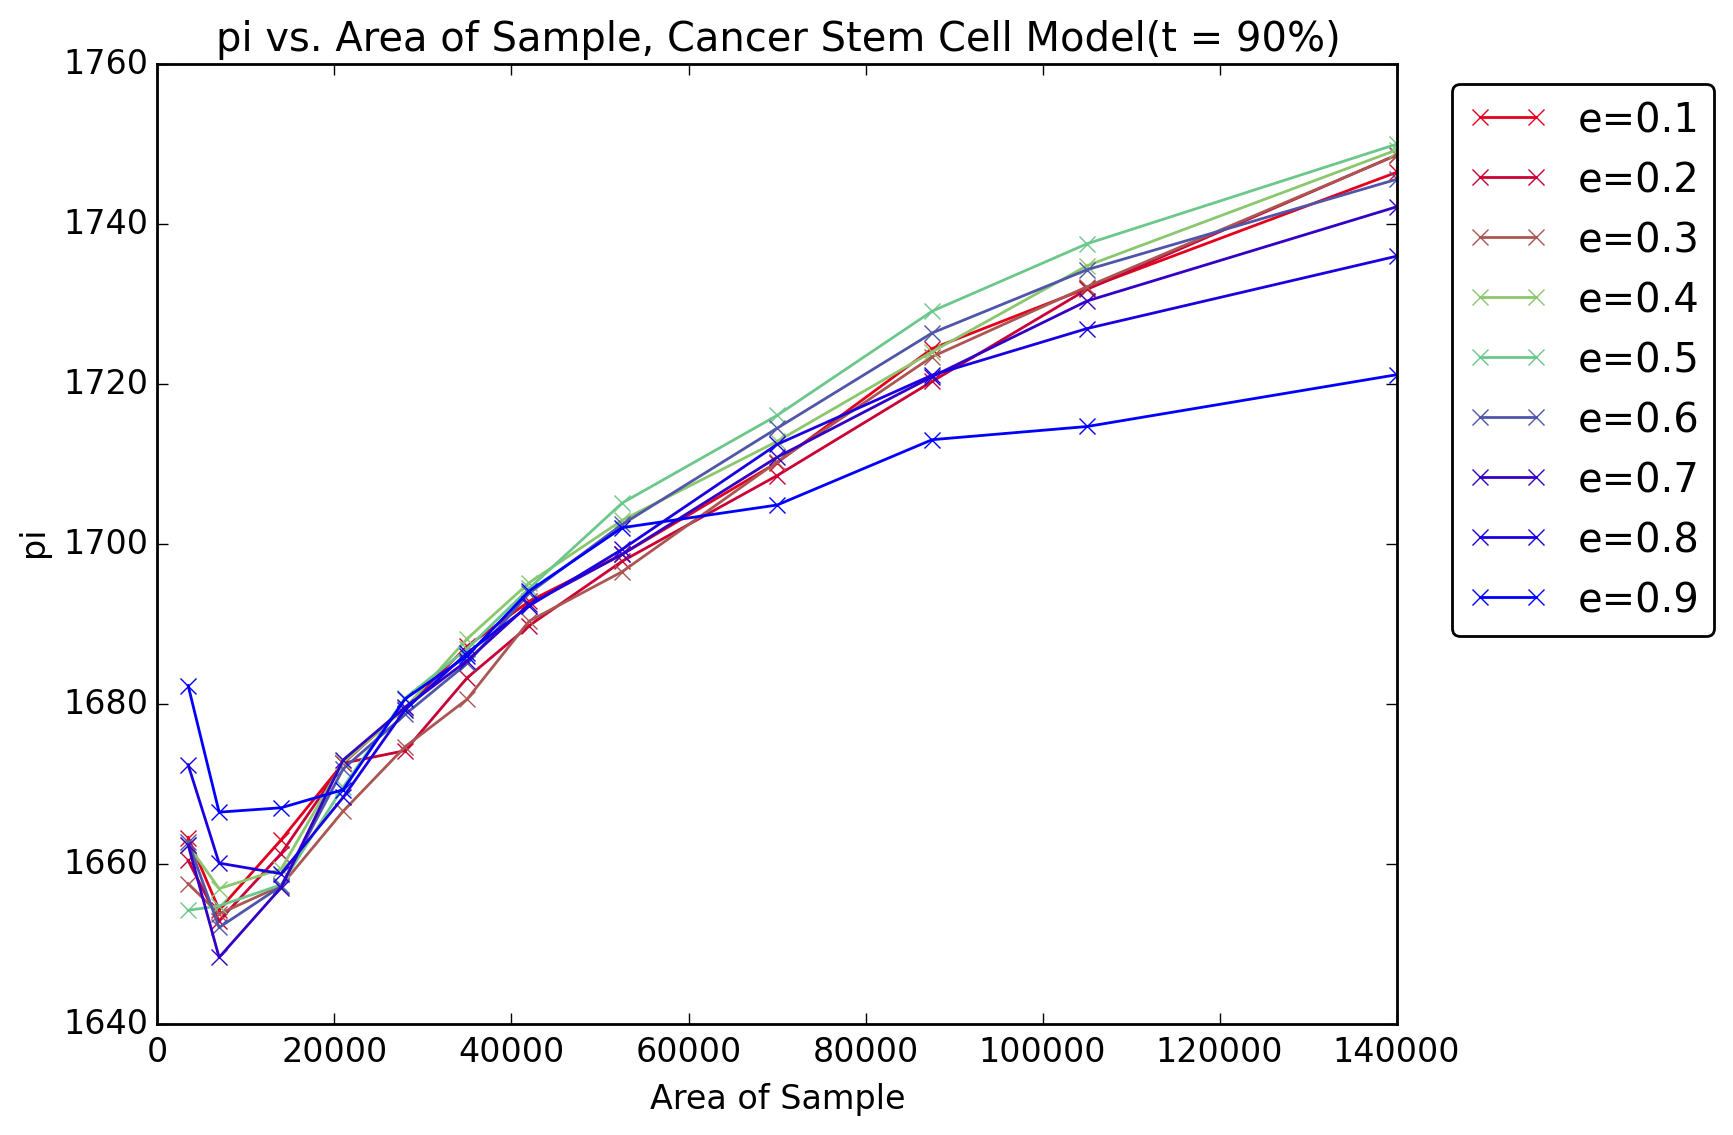 pi vs. Area of Sample, Cancer Stem Cell Model(t = 90%)
1760
1740
1720
1700
1680
1660
1640
pi
0 20000 40000 60000 80000 100000 120000 140000
Area of Sample
e=0.1
e=0.2
e=0.3
e=0.4
e=0.5
e=0.6
e=0.7
e=0.8
e=0.9